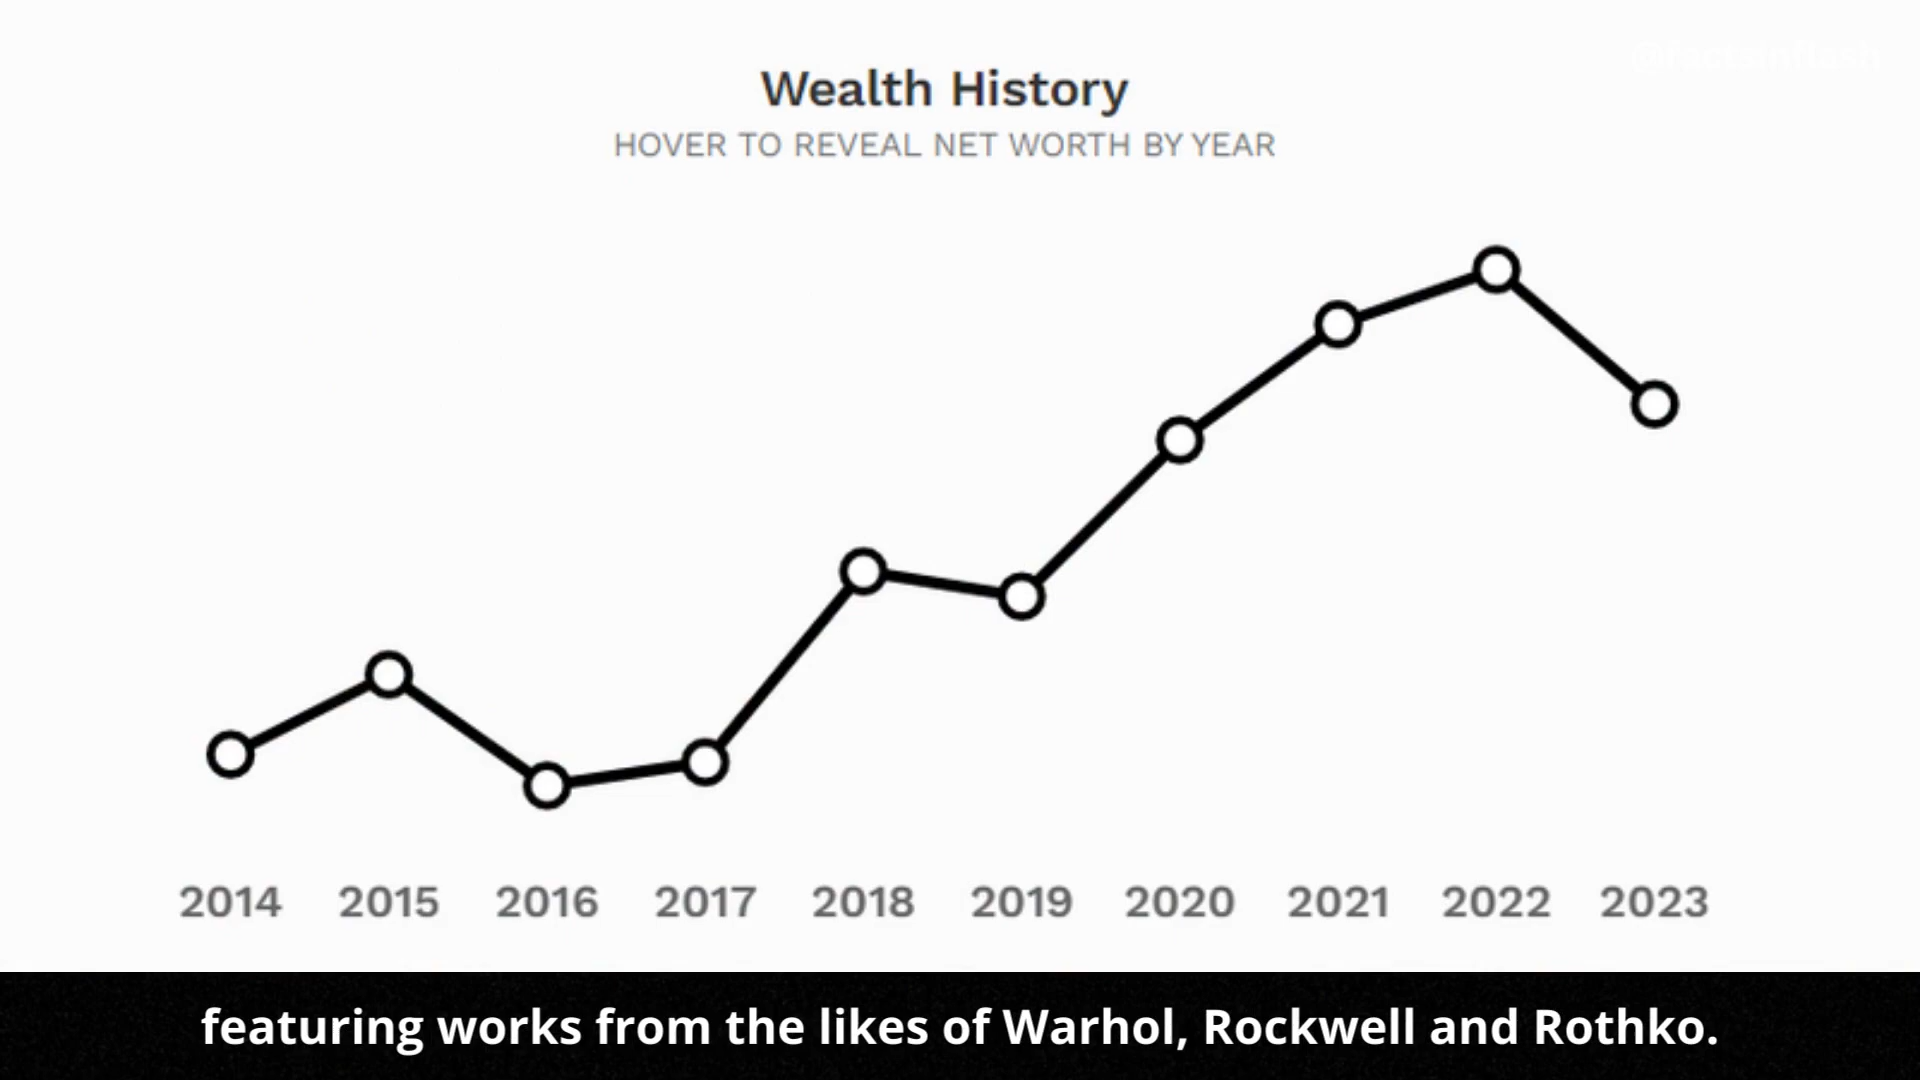 @factsinflash
Wealth History
HOVER TO REVEAL NET WORTH BY YEAR
2014 2015 2016 2017 2018 2019 2020 2021 2022 2023
featuring works from the likes of Warhol, Rockwell and Rothko.